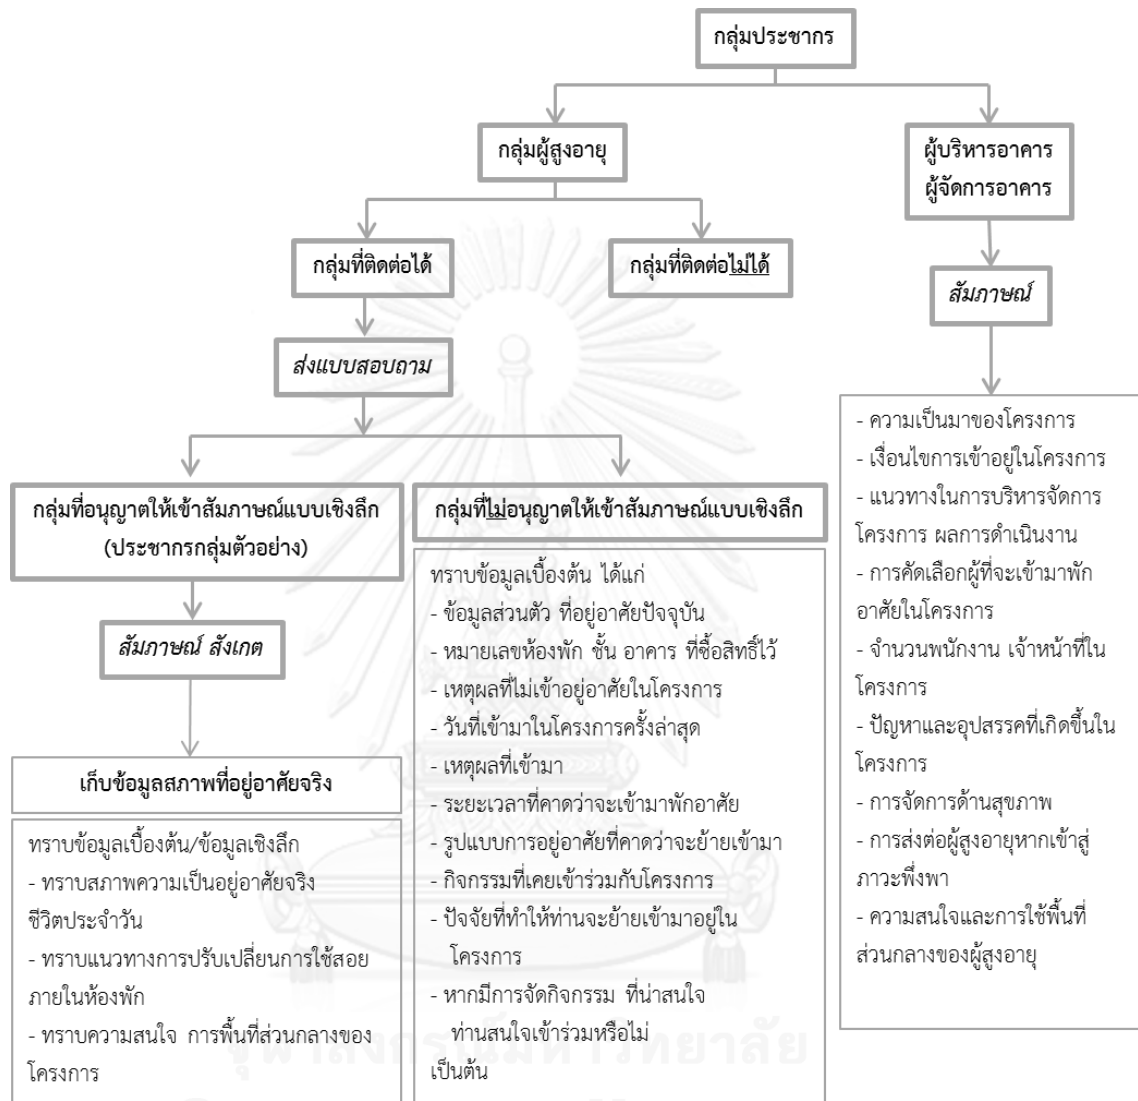 กลุ่มประชากร
กลุ่มผู้สูงอายุ
ผู้บริหารอาคาร
ผู้จัดการอาคาร
กลุ่มที่ติดต่อได้
กลุ่มที่ติดต่อไม่ได้
สัมภาษณ์
ส่งแบบสอบถาม
กลุ่มที่อนุญาตให้เข้าสัมภาษณ์แบบเชิงลึก
(ประชากรกลุ่มตัวอย่าง)
สัมภาษณ์ สังเกต
เก็บข้อมูลสภาพที่อยู่อาศัยจริง
ทราบข้อมูลเบื้องต้น/ข้อมูลเชิงลึก
- ทราบสภาพความเป็นอยู่อาศัยจริง
ชีวิตประจำวัน
- ทราบแนวทางการปรับเปลี่ยนการใช้สอย
ภายในห้องพัก
- ทราบความสนใจ การพื้นที่ส่วนกลางของ
โครงการ
กลุ่มที่ไม่อนุญาตให้เข้าสัมภาษณ์แบบเชิงลึก
ทราบข้อมูลเบื้องต้น ได้แก่
- ข้อมูลส่วนตัว ที่อยู่อาศัยปัจจุบัน
- หมายเลขห้องพัก ชั้น อาคาร ที่ซื้อสิทธิ์ไว้
- เหตุผลที่ไม่เข้าอยู่อาศัยในโครงการ
- วันที่เข้ามาในโครงการครั้งล่าสุด
- เหตุผลที่เข้ามา
- ระยะเวลาที่คาดว่าจะเข้ามาพักอาศัย
- รูปแบบการอยู่อาศัยที่คาดว่าจะย้ายเข้ามา
- กิจกรรมที่เคยเข้าร่วมกับโครงการ
- ปัจจัยที่ทำให้ท่านจะย้ายเข้ามาอยู่ใน
โครงการ
- หากมีการจัดกิจกรรม ที่น่าสนใจ
ท่านสนใจเข้าร่วมหรือไม่
เป็นต้น
- ความเป็นมาของโครงการ
- เงื่อนไขการเข้าอยู่ในโครงการ
- แนวทางในการบริหารจัดการ
โครงการ ผลการดำเนินงาน
- การคัดเลือกผู้ที่จะเข้ามาพัก
อาศัยในโครงการ
- จำนวนพนักงาน เจ้าหน้าที่ใน
โครงการ
- ปัญหาและอุปสรรคที่เกิดขึ้นใน
โครงการ
- การจัดการด้านสุขภาพ
- การส่งต่อผู้สูงอายุหากเข้าสู่
ภาวะพึ่งพา
- ความสนใจและการใช้พื้นที่
ส่วนกลางของผู้สูงอายุ
จุฬาลงกรณ์มหาวิทยาลัย